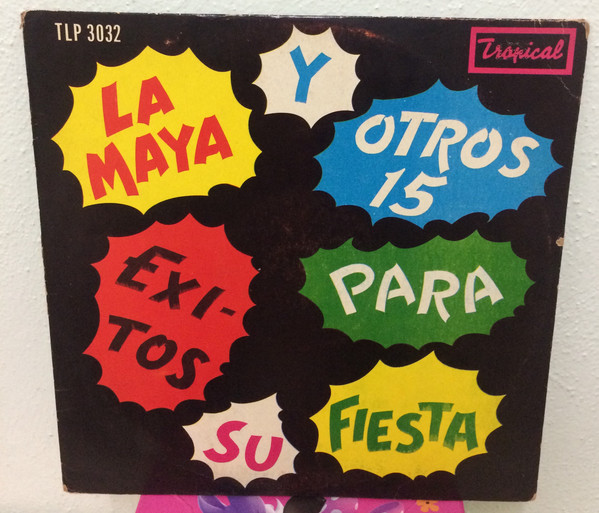 TLP 3032
Tropical
LA
MAYA
Y
OTROS
15
EXI-
TOS
PARA
SU
FIESTA